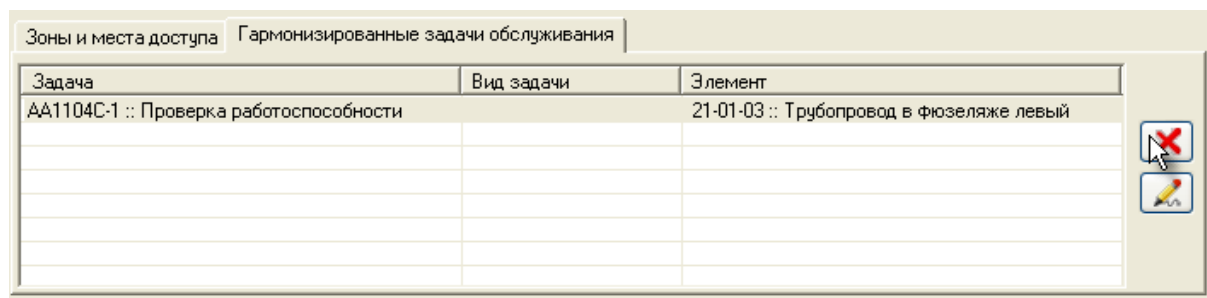 Зоны и места доступа Гармонизированные задачи обслуживания
Задача Вид задачи Элемент
АА1104С-1 :: Проверка работоспособности 21-01-03 :: Трубопровод в фюзеляже левый